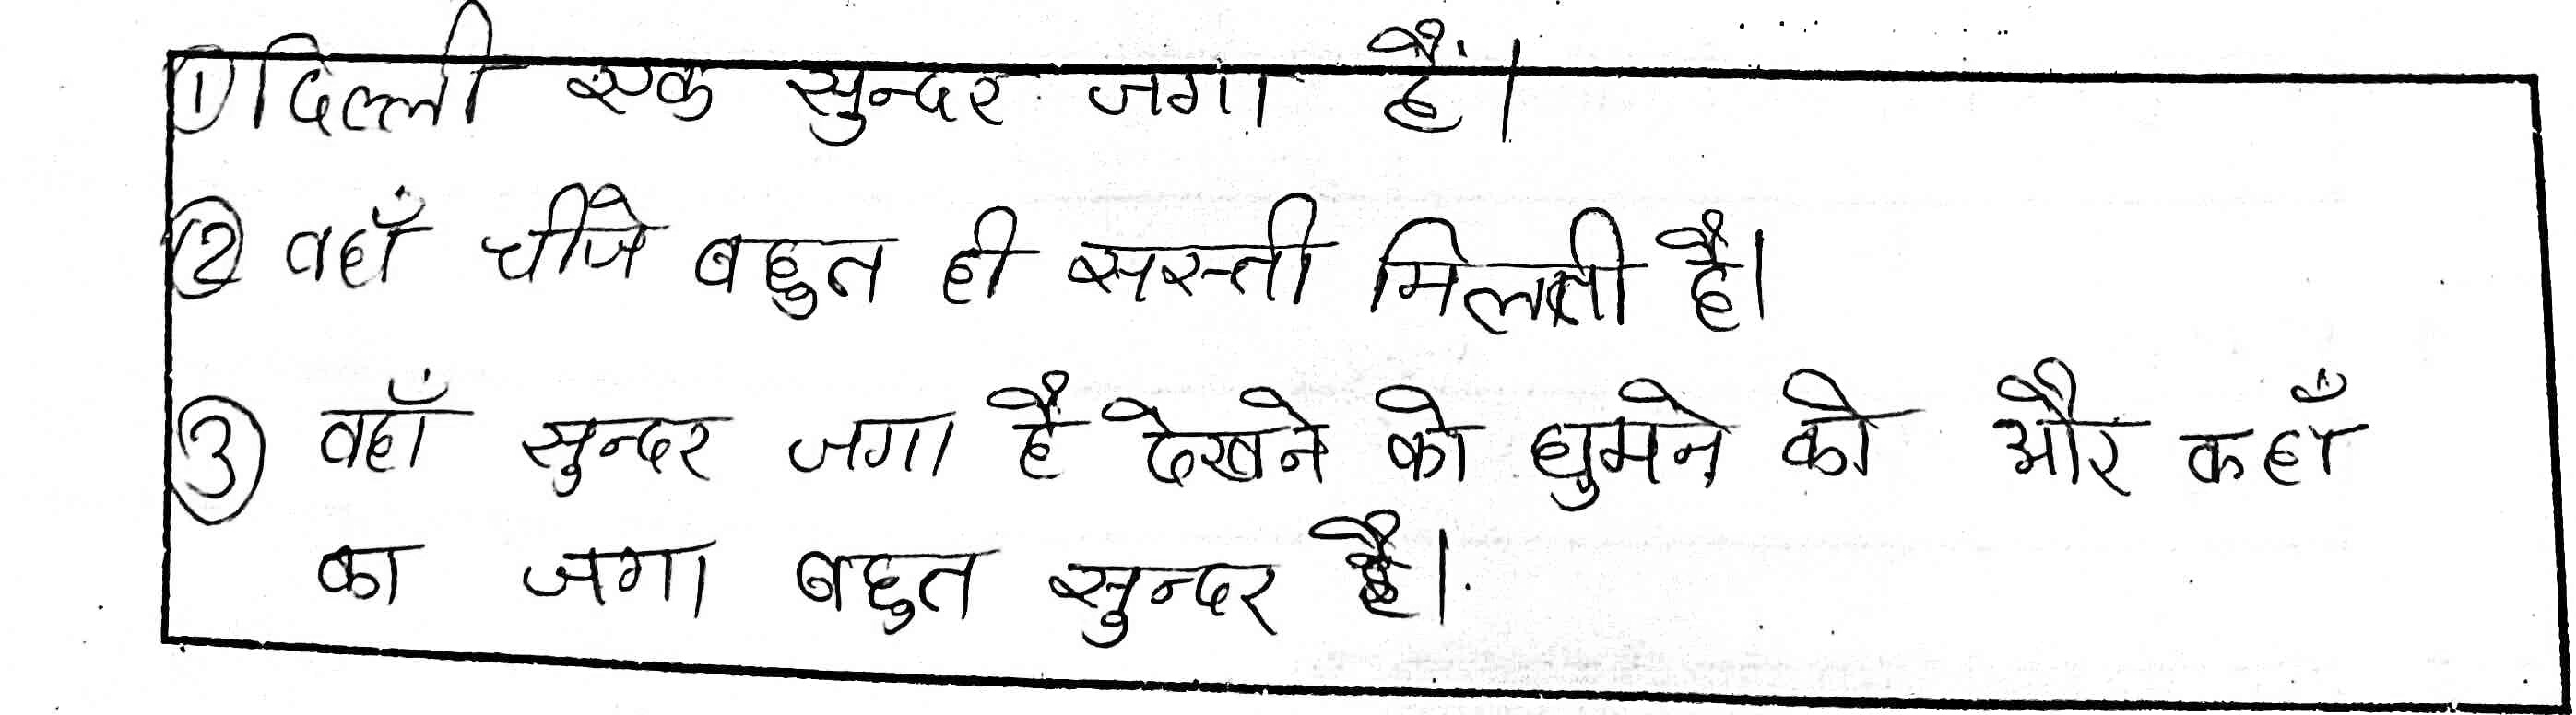 ① दिल्ली एक सुन्दर जगा हैं।
② वहाँ चीजे बहुत ही सस्ती मिलती है।
③ वहाँ सुन्दर जगा है देखने को घुमने को और कहाँ
का जगा बहुत सुन्दर है।